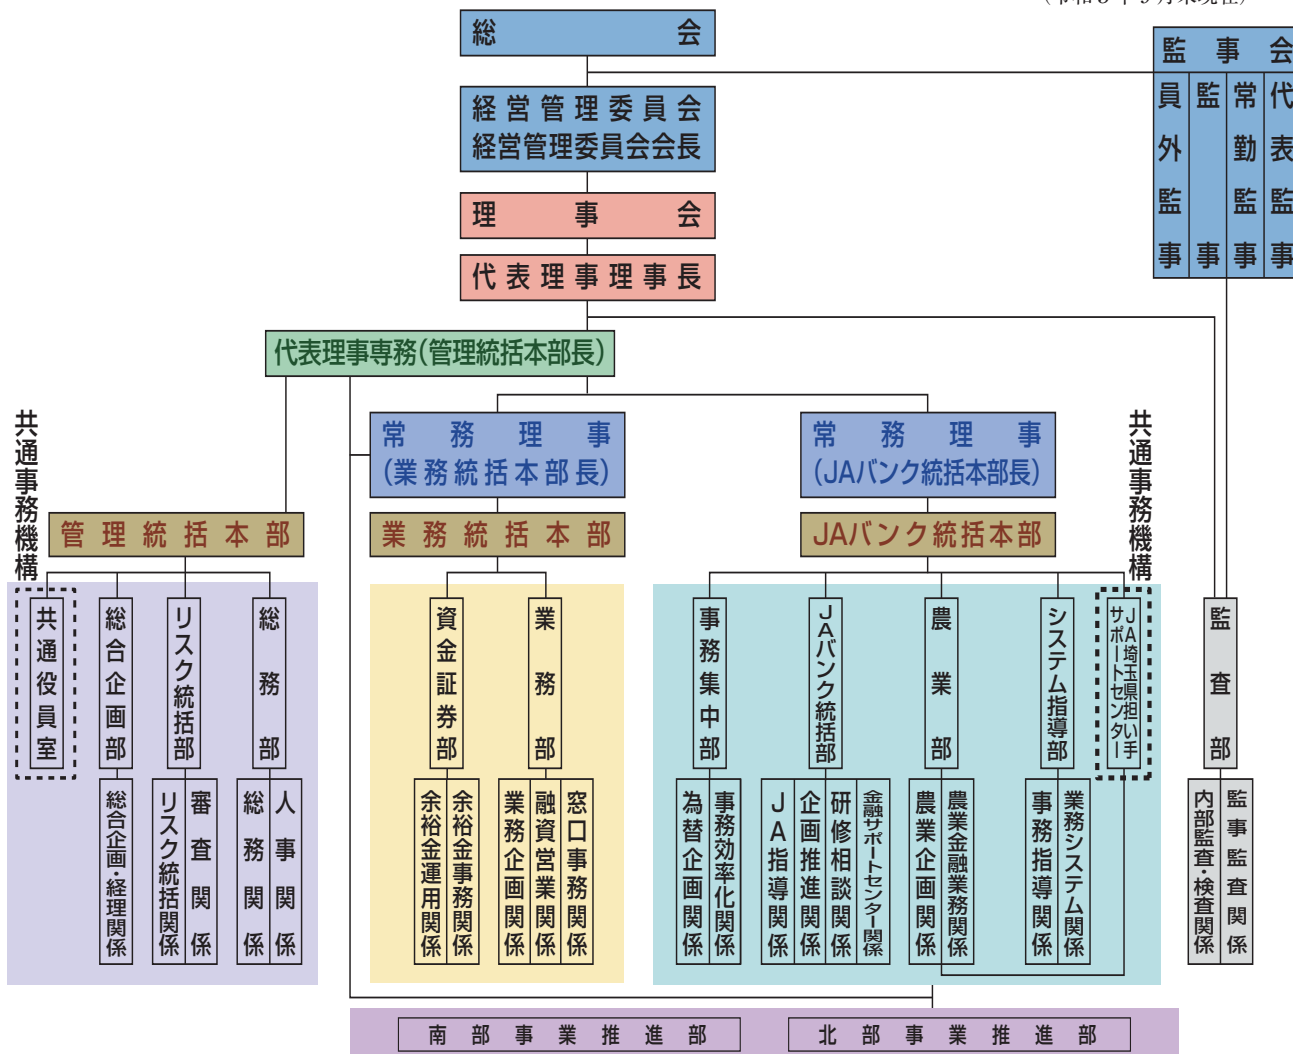 総会
監事会
代表監事
常勤監事
監事
員外監事
経営管理委員会
経営管理委員会会長
理事会
代表理事理事長
代表理事専務(管理統括本部長)
常務理事
(業務統括本部長)
常務理事
(JAバンク統括本部長)
共通事務機構
共通事務機構
管理統括本部
業務統括本部
JAバンク統括本部
共通役員室
総合企画部
リスク統括部
総務部
資金証券部
業務部
事務集中部
JAバンク統括部
農業部
システム指導部
JA埼玉県担い手
サポートセンター
監査部
総合企画・経理関係
リスク統括関係
審査関係
総務関係
人事関係
余裕金運用関係
余裕金事務関係
業務企画関係
融資営業関係
窓口事務関係
為替企画関係
事務効率化関係
JA指導関係
企画推進関係
研修相談関係
金融サポートセンター関係
農業企画関係
農業金融業務関係
事務指導関係
業務システム関係
内部監査・検査関係
監事監査関係
南部事業推進部
北部事業推進部